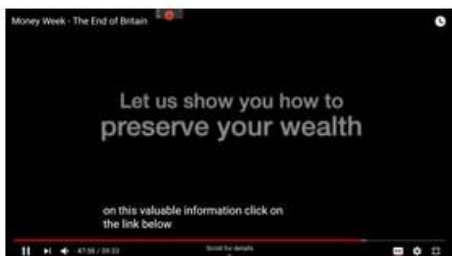 Money Week - The End of Britain
Let us show you how to
preserve your wealth
on this valuable information click on
the link below
Scroll for details